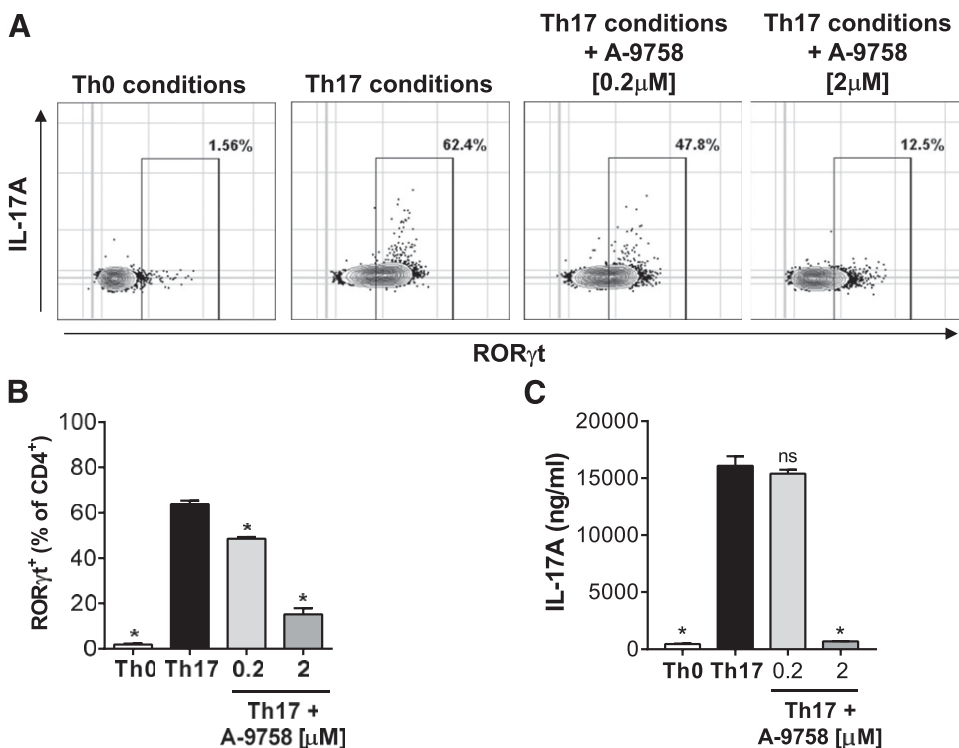 A
Th0 conditions
Th17 conditions
Th17 conditions
+ A-9758
[0.2μM]
Th17 conditions
+ A-9758
[2μM]
IL-17A
1.56%
62.4%
47.8%
12.5%
RORγt
B
RORγt⁺ (% of CD4⁺)
100
80
60
40
20
0
*
*
*
Th0 Th17 0.2 2
Th17 +
A-9758 [μM]
C
IL-17A (ng/ml)
20000
15000
10000
5000
0
*
ns
*
Th0 Th17 0.2 2
Th17 +
A-9758 [μM]